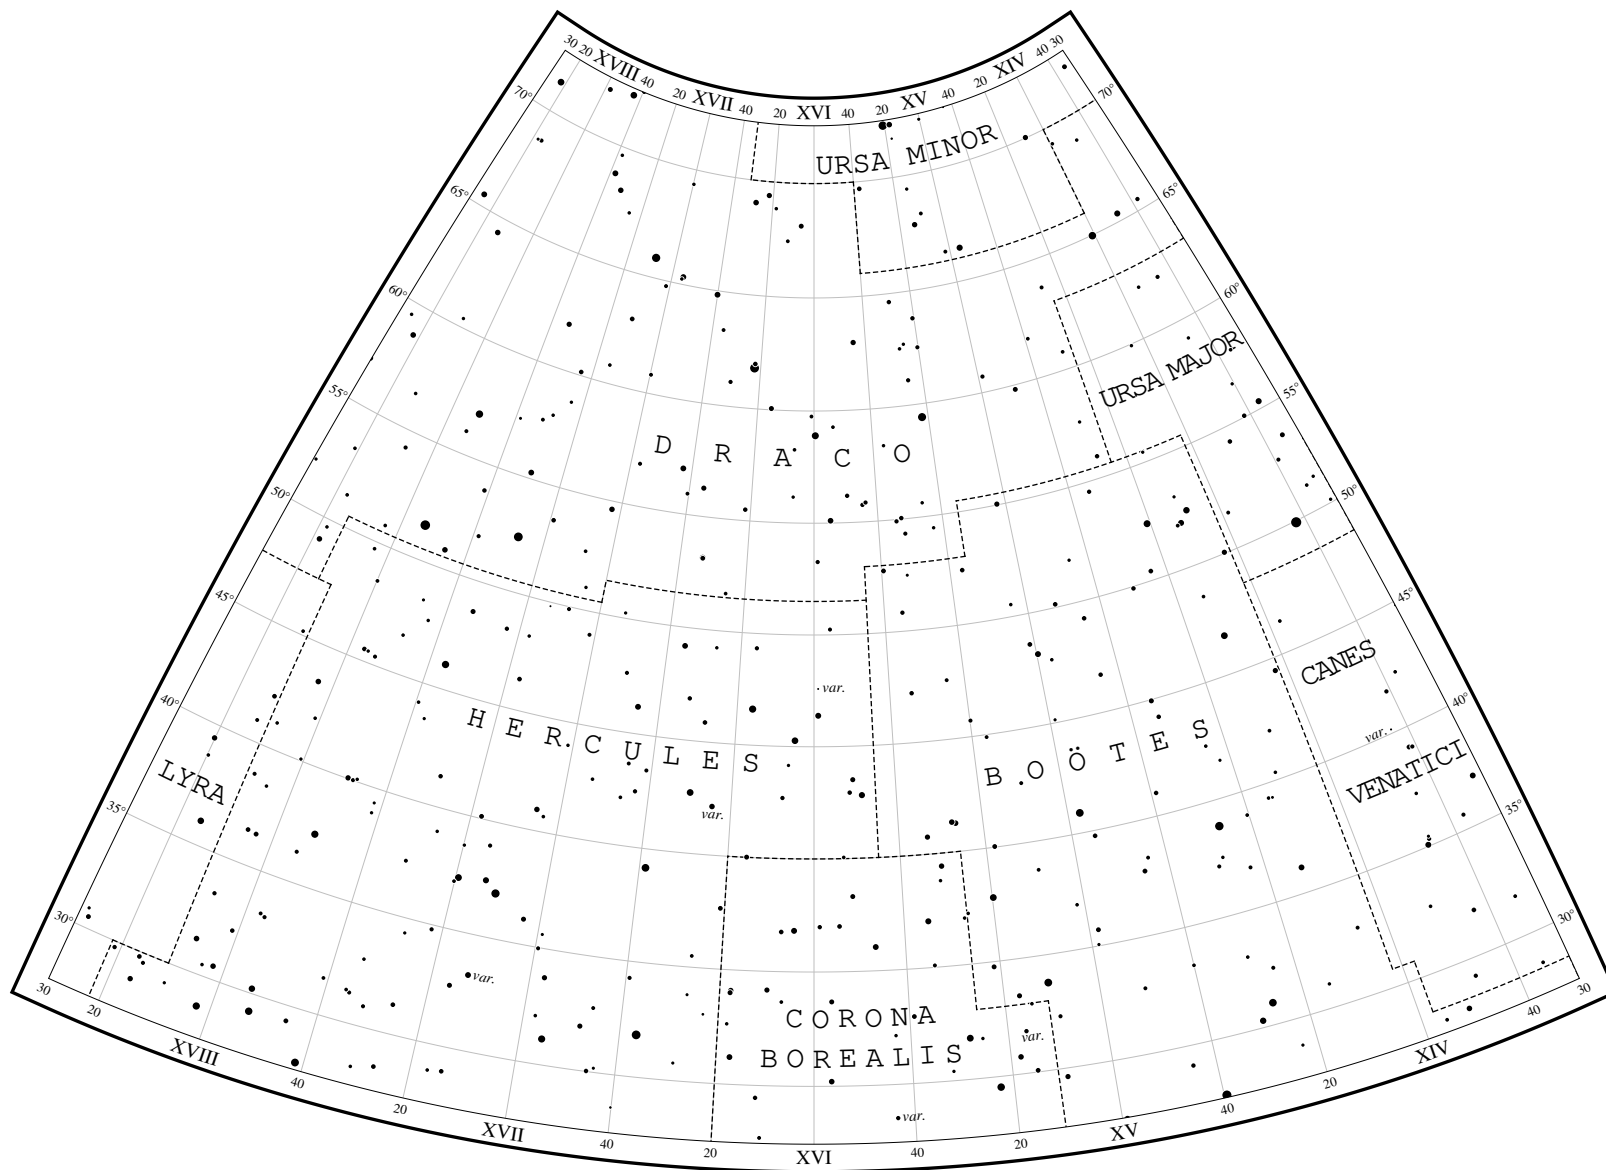 30 20 XVIII 40 20 XVII 40 20 XVI 40 20 XV 40 20 XIV 40 30
70° 70°
URSA MINOR
65° 65°
60° 60°
URSA MAJOR
55° 55°
D R A C O
50° 50°
45° 45°
CANES
var.
40° 40°
H E R C U L E S
B O Ö T E S
var.
VENATICI
LYRA
35° 35°
var.
30° 30°
var.
CORONA
var.
BOREALIS
var.
30 20 XVIII 40 20 XVII 40 20 XVI 40 20 XV 40 20 XIV 40 30